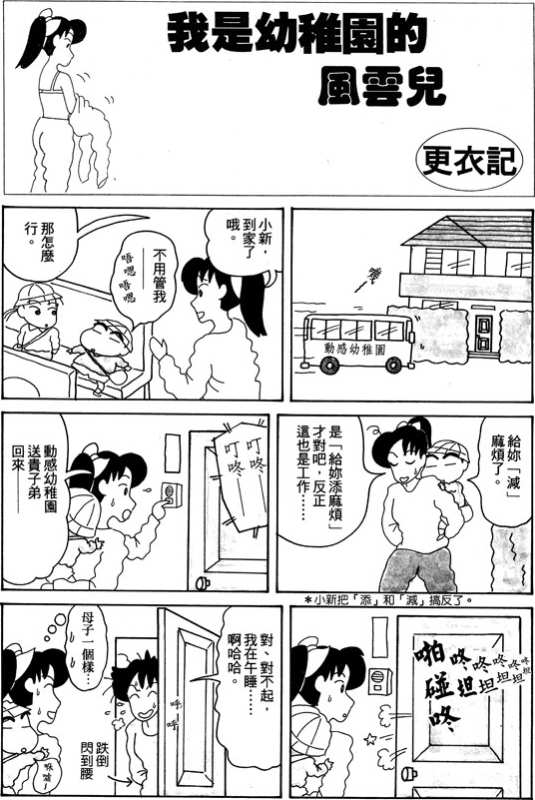 我是幼稚園的
風雲兒
更衣記
動感幼稚園
小新，
到家了
哦。
不用管我
——
唔嗯唔嗯
那怎麼
行。
給妳「減」
麻煩了。
是「給妳添麻煩」
才對吧，反正
這也是工作……
＊小新把「添」和「減」搞反了。
叮咚——
叮咚——
動感幼稚園
送貴子弟
回來——
啪碰咚
咚咚咚咚咚
坦坦坦坦坦
對、對不起，
我在午睡……
啊哈哈。
呼—呼
跌倒
閃到腰
母子一個樣…